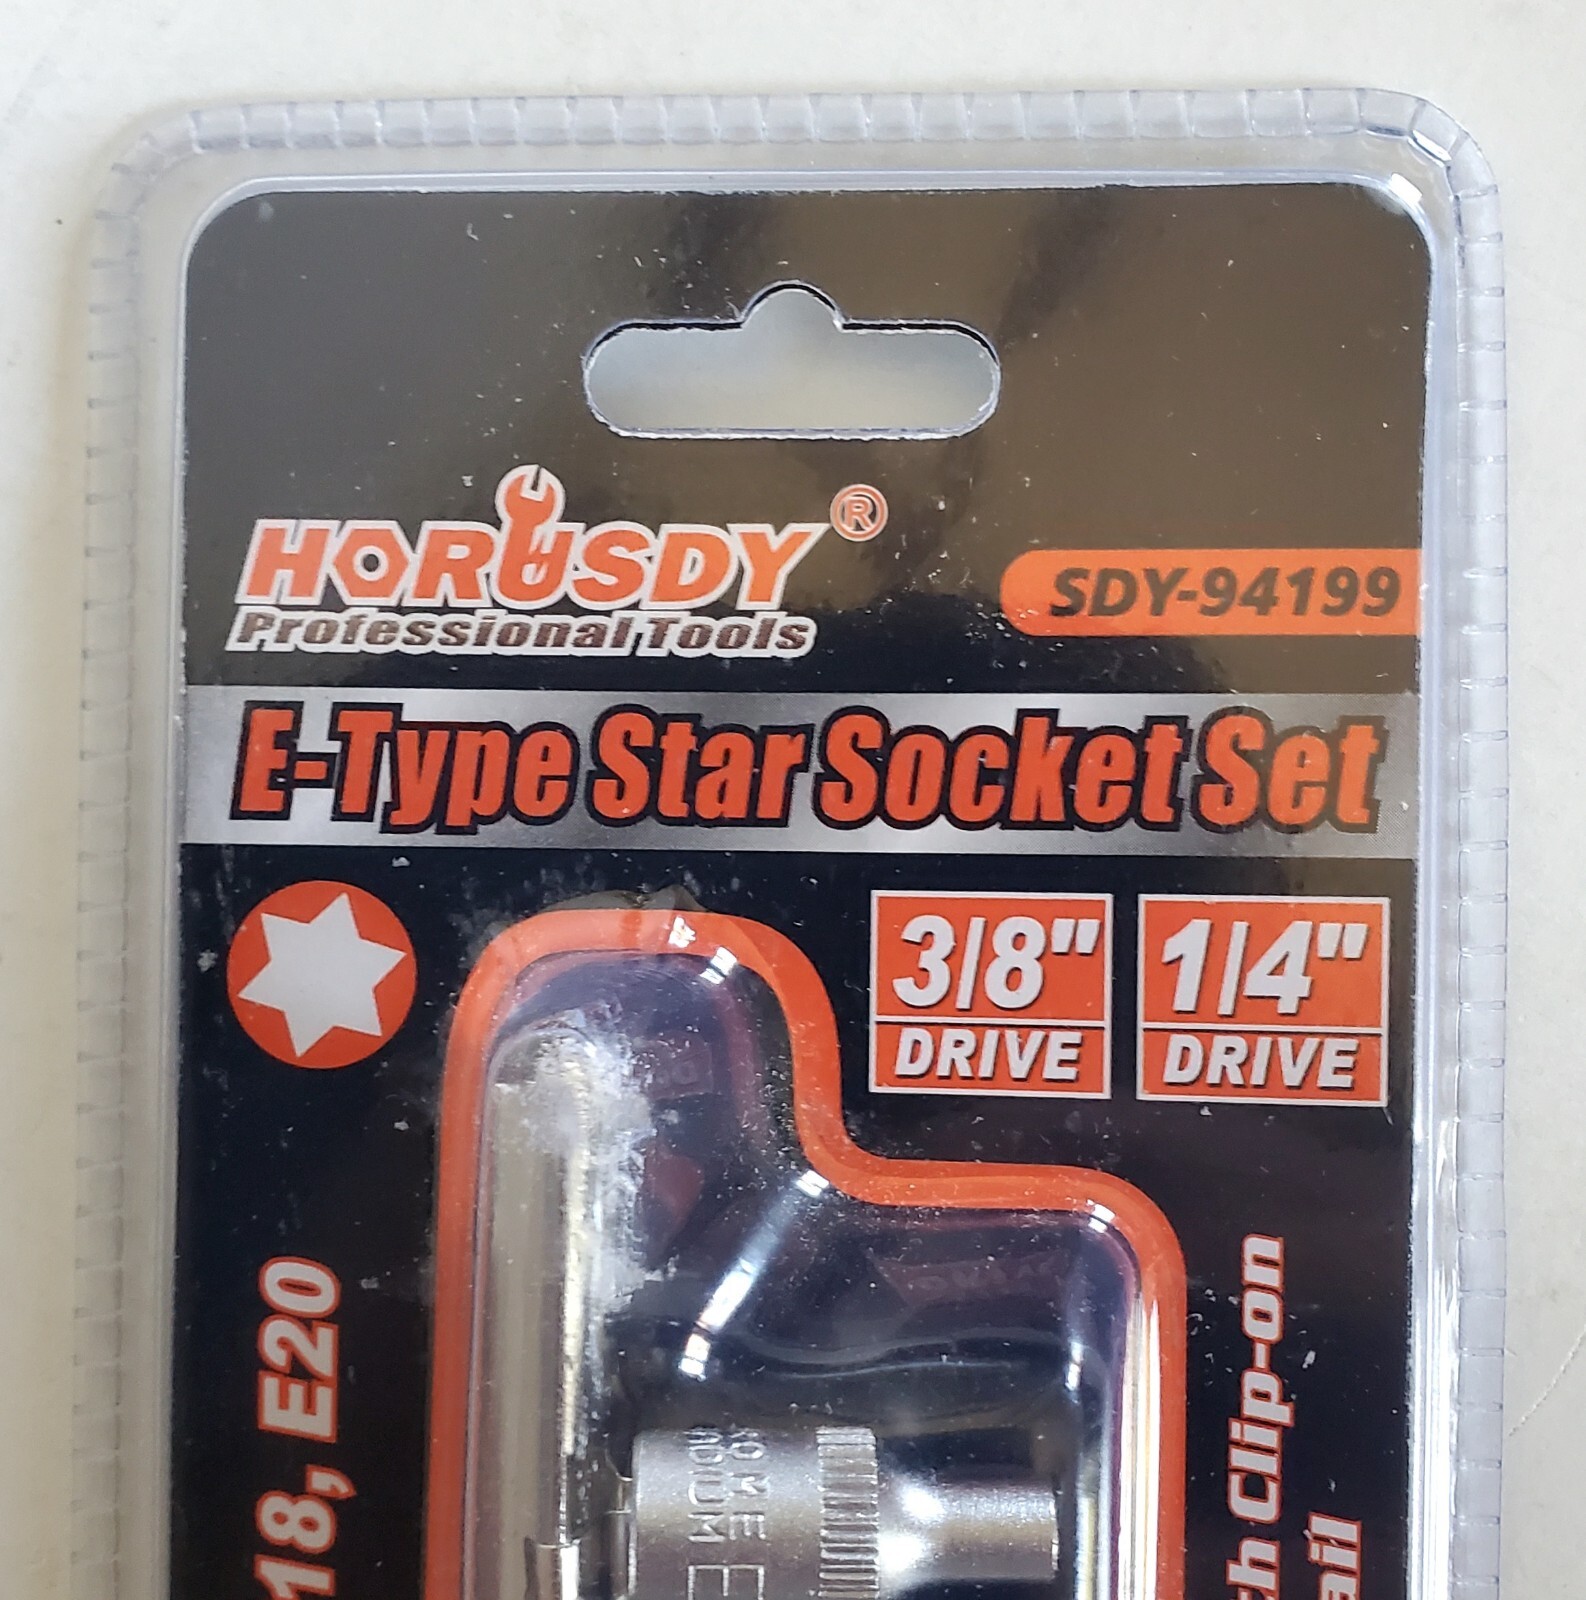 HORUSDY®
Professional Tools
SDY-94199
E-Type Star Socket Set
3/8"
DRIVE
1/4"
DRIVE
18, E20
Clip-on